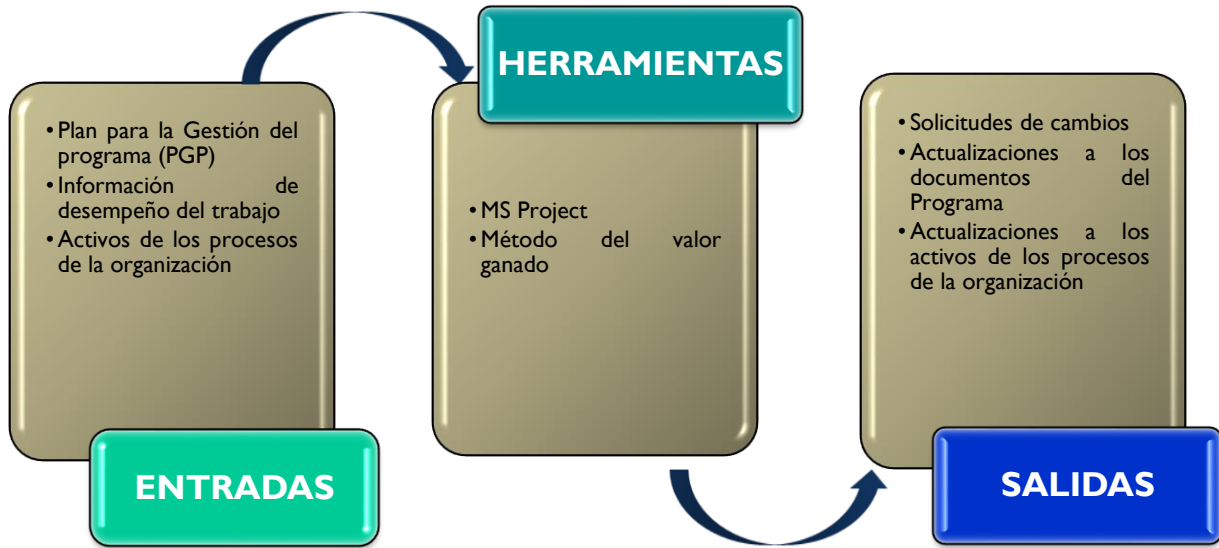 • Plan para la Gestión del
programa (PGP)
• Información de
desempeño del trabajo
• Activos de los procesos
de la organización
ENTRADAS
HERRAMIENTAS
• MS Project
• Método del valor
ganado
• Solicitudes de cambios
• Actualizaciones a los
documentos del
Programa
• Actualizaciones a los
activos de los procesos
de la organización
SALIDAS